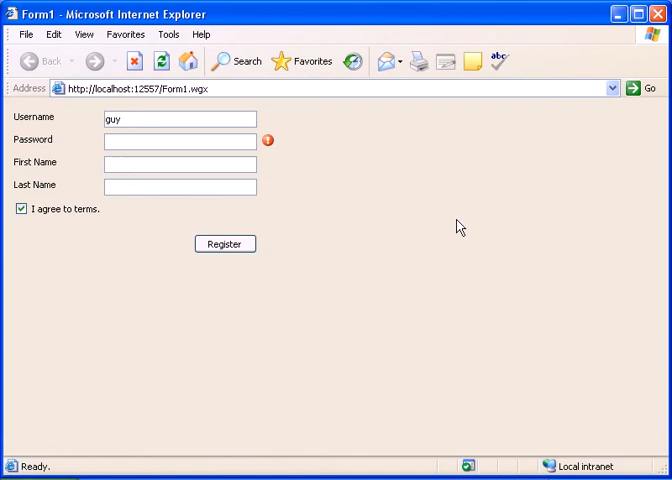 Form1 - Microsoft Internet Explorer
File Edit View Favorites Tools Help
Back Search Favorites abc
Address http://localhost:12557/Form1.wgx Go
Username guy
Password
First Name
Last Name
I agree to terms.
Register
Ready. Local intranet